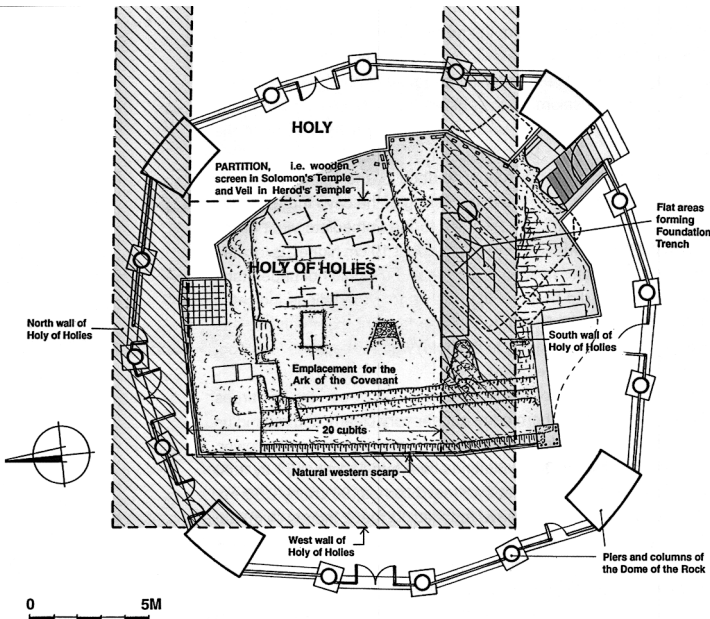 HOLY
PARTITION, i.e. wooden
screen in Solomon's Temple
and Veil in Herod's Temple
Flat areas
forming
Foundation
Trench
HOLY OF HOLIES
North wall of
Holy of Holies
South wall of
Holy of Holies
Emplacement for the
Ark of the Covenant
20 cubits
Natural western scarp
West wall of
Holy of Holies
Piers and columns of
the Dome of the Rock
0 5M